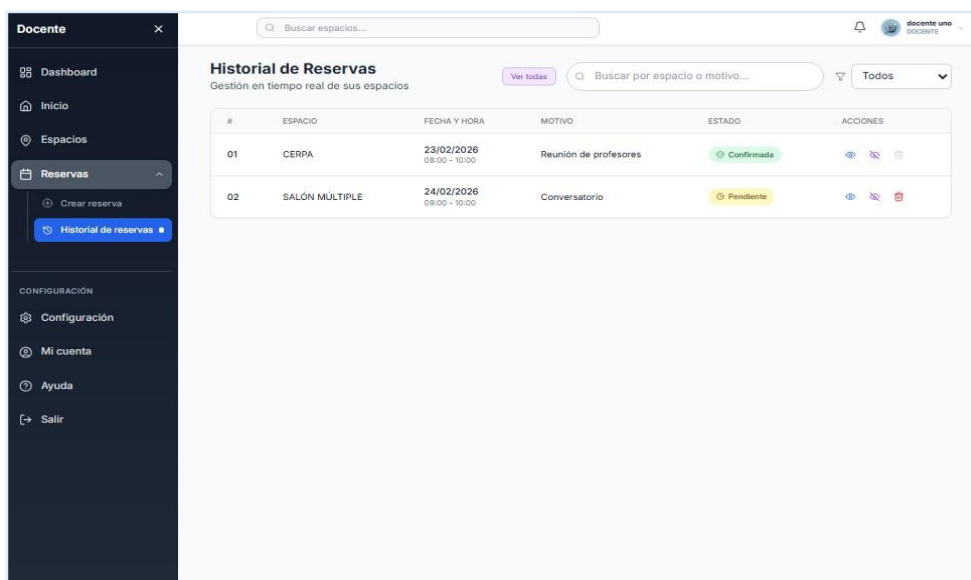 Docente ×
Buscar espacios...
docente uno
DOCENTE
Dashboard
Inicio
Espacios
Reservas
Crear reserva
Historial de reservas
CONFIGURACIÓN
Configuración
Mi cuenta
Ayuda
Salir
Historial de Reservas
Gestión en tiempo real de sus espacios
Ver todas
Buscar por espacio o motivo...
Todos
# ESPACIO FECHA Y HORA MOTIVO ESTADO ACCIONES
01 CERPA 23/02/2026 Reunión de profesores Confirmada
08:00 - 10:00
02 SALÓN MÚLTIPLE 24/02/2026 Conversatorio Pendiente
09:00 - 10:00